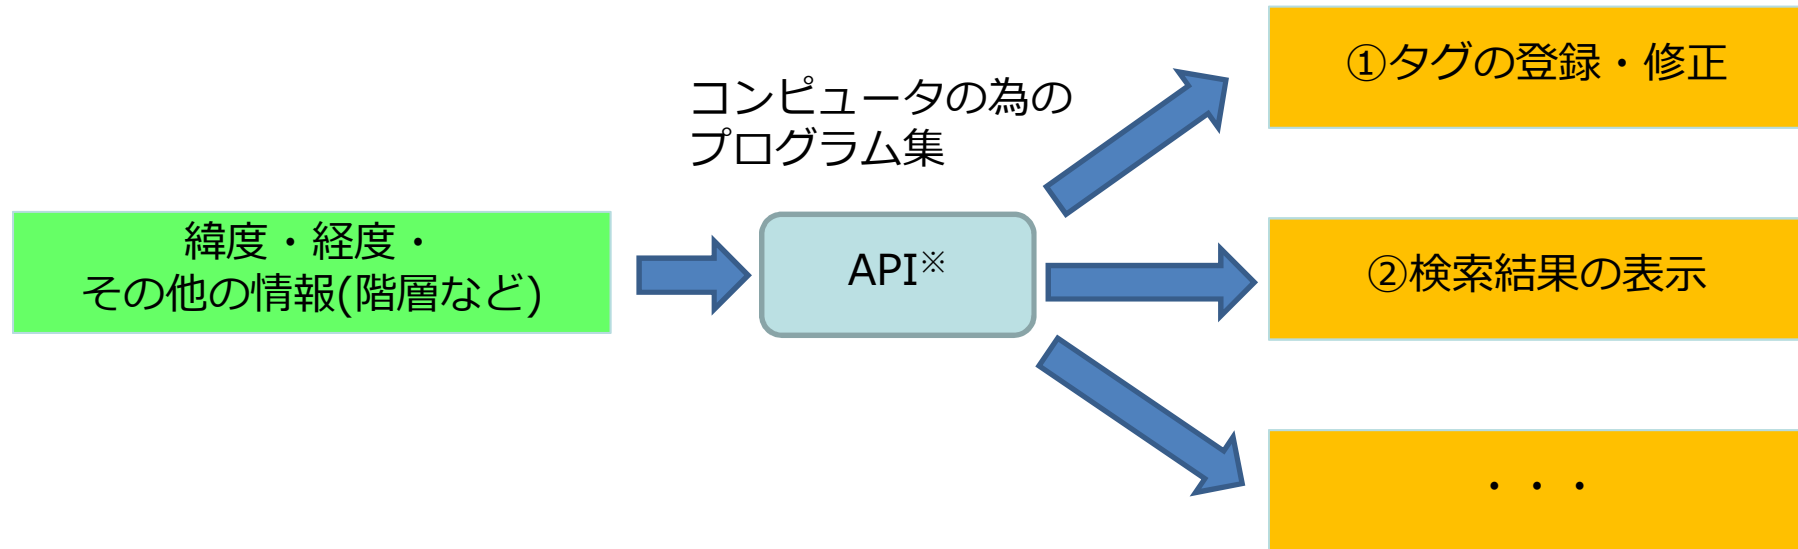 コンピュータの為の
プログラム集
緯度・経度・
その他の情報(階層など)
API※
①タグの登録・修正
②検索結果の表示
・・・